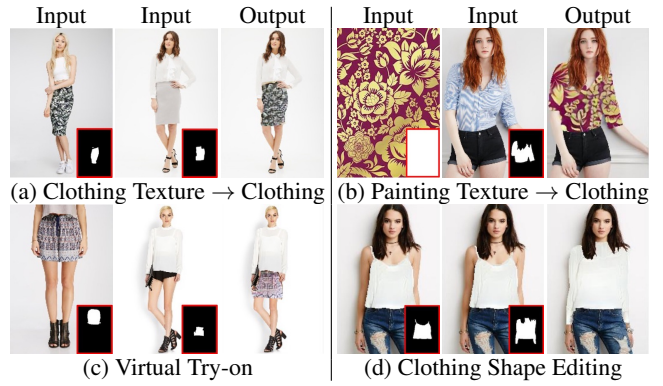 Input Input Output Input Input Output
(a) Clothing Texture → Clothing (b) Painting Texture → Clothing
(c) Virtual Try-on (d) Clothing Shape Editing